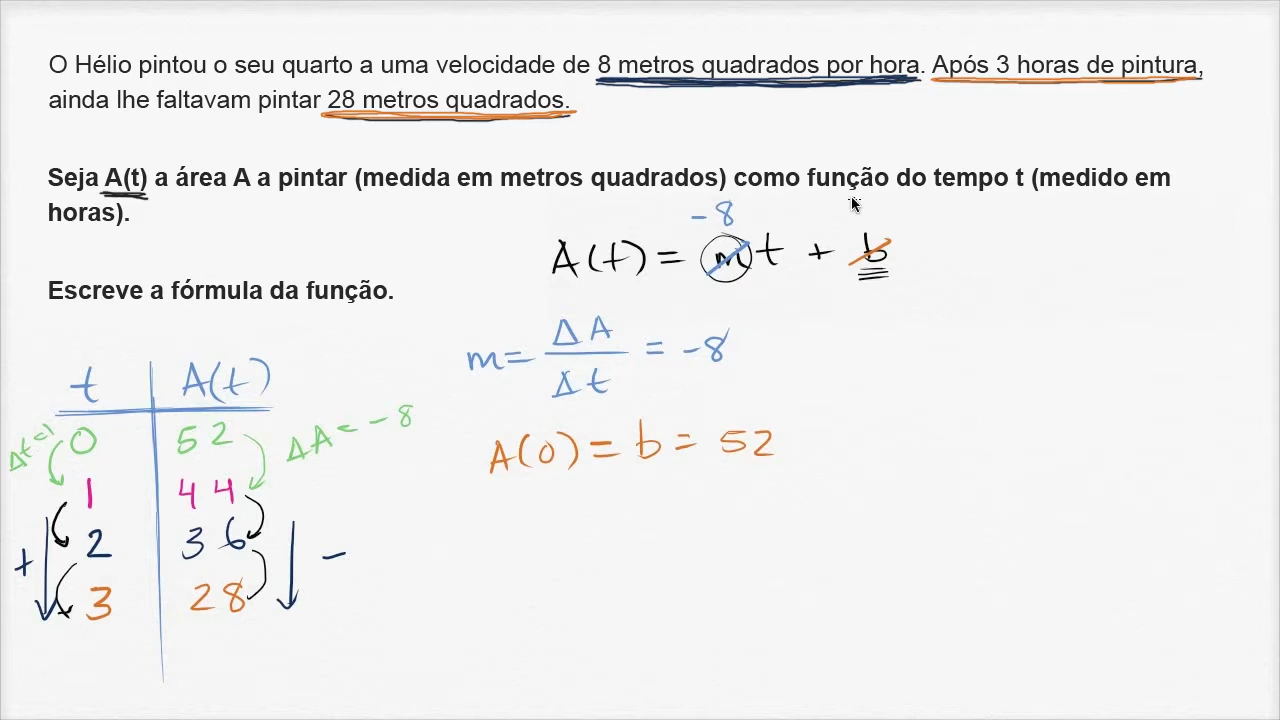 O Hélio pintou o seu quarto a uma velocidade de 8 metros quadrados por hora. Após 3 horas de pintura,
ainda lhe faltavam pintar 28 metros quadrados.
Seja A(t) a área A a pintar (medida em metros quadrados) como função do tempo t (medido em
horas).
-8
A(t) = mt + b
Escreve a fórmula da função.
m = ΔA/Δt = -8
t A(t)
Δt=1 0 52 ΔA = -8
A(0) = b = 52
1 44
2 36
+ -
3 28